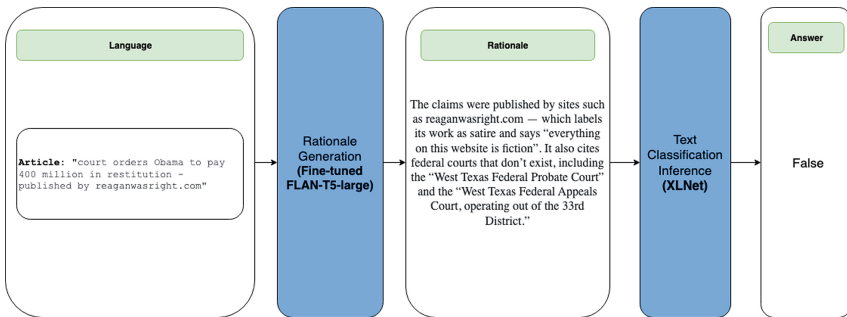 Language
Article: "court orders Obama to pay
400 million in restitution -
published by reaganwasright.com"
Rationale
Generation
(Fine-tuned
FLAN-T5-large)
Rationale
The claims were published by sites such
as reaganwasright.com — which labels
its work as satire and says “everything
on this website is fiction”. It also cites
federal courts that don’t exist, including
the “West Texas Federal Probate Court”
and the “West Texas Federal Appeals
Court, operating out of the 33rd
District.”
Text
Classification
Inference
(XLNet)
Answer
False